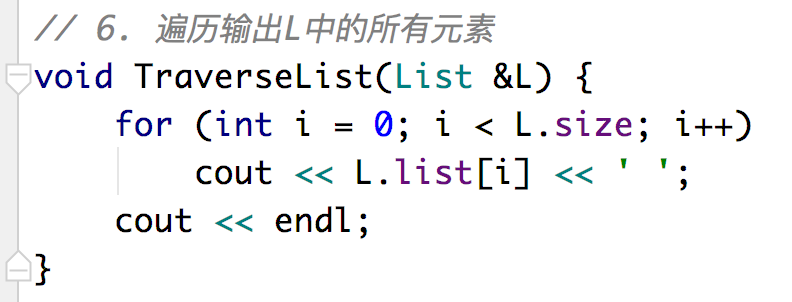 // 6. 遍历输出L中的所有元素
void TraverseList(List &L) {
    for (int i = 0; i < L.size; i++)
        cout << L.list[i] << ' ';
    cout << endl;
}